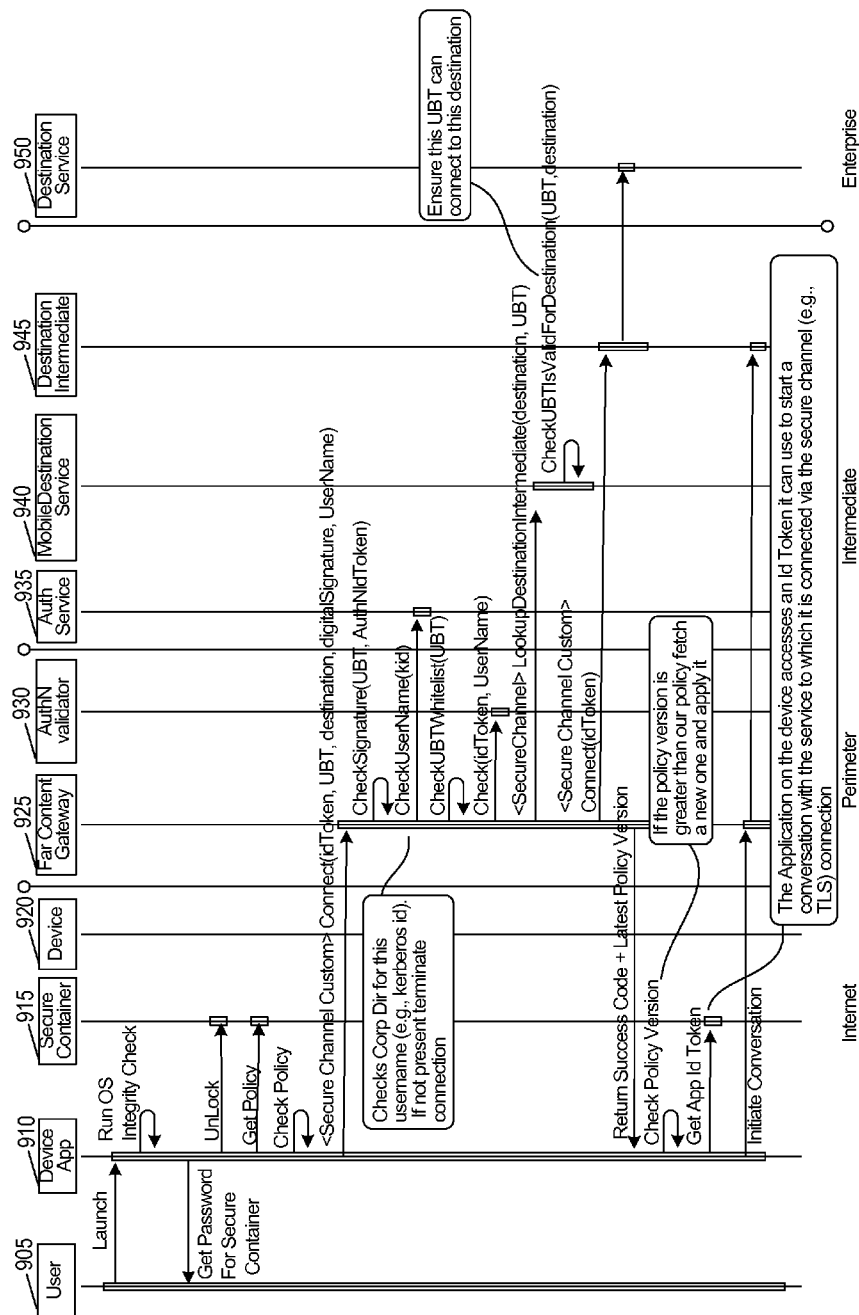 905
User
910
Device
App
915
Secure
Container
920
Device
925
Far Content
Gateway
930
AuthN
validator
935
Auth
Service
940
MobileDestination
Service
945
Destination
Intermediate
950
Destination
Service
Launch
Run OS
Integrity Check
Get Password
For Secure
Container
UnLock
Get Policy
Check Policy
<Secure Channel Custom> Connect(idToken, UBT, destination, digitalSignature, UserName)
CheckSignature(UBT, AuthNIdToken)
CheckUserName(kid)
Checks Corp Dir for this
username (e.g., kerberos id).
If not present terminate
connection
CheckUBTWhitelist(UBT)
Check(idToken, UserName)
<SecureChannel> LookupDestinationIntermediate(destination, UBT)
CheckUBTIsValidForDestination(UBT,destination)
Ensure this UBT can
connect to this destination
<Secure Channel Custom>
Connect(idToken)
Return Success Code + Latest Policy Version
Check Policy Version
If the policy version is
greater than our policy fetch
a new one and apply it
Get App Id Token
The Application on the device accesses an Id Token it can use to start a
conversation with the service to which it is connected via the secure channel (e.g.,
TLS) connection
Initiate Conversation
Internet
Perimeter
Intermediate
Enterprise